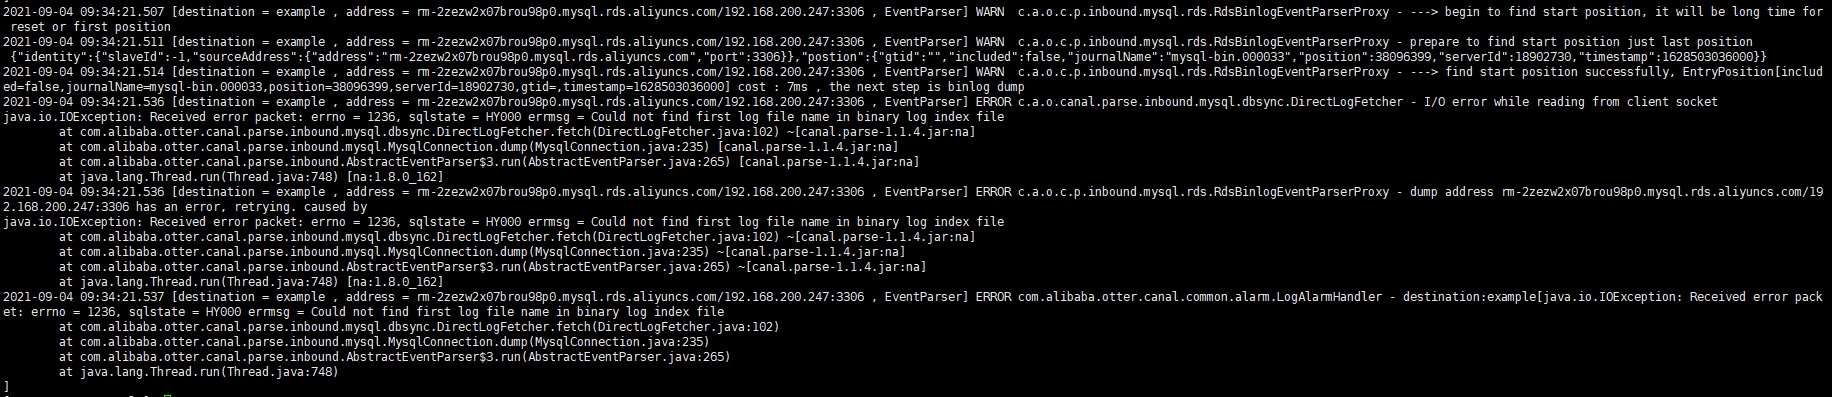 2021-09-04 09:34:21.507 [destination = example , address = rm-2zezw2x07brou98p0.mysql.rds.aliyuncs.com/192.168.200.247:3306 , EventParser] WARN  c.a.o.c.p.inbound.mysql.rds.RdsBinlogEventParserProxy - ---> begin to find start position, it will be long time for
 reset or first position
2021-09-04 09:34:21.511 [destination = example , address = rm-2zezw2x07brou98p0.mysql.rds.aliyuncs.com/192.168.200.247:3306 , EventParser] WARN  c.a.o.c.p.inbound.mysql.rds.RdsBinlogEventParserProxy - prepare to find start position just last position
 {"identity":{"slaveId":-1,"sourceAddress":{"address":"rm-2zezw2x07brou98p0.mysql.rds.aliyuncs.com","port":3306}},"postion":{"gtid":"","included":false,"journalName":"mysql-bin.000033","position":38096399,"serverId":18902730,"timestamp":1628503036000}}
2021-09-04 09:34:21.514 [destination = example , address = rm-2zezw2x07brou98p0.mysql.rds.aliyuncs.com/192.168.200.247:3306 , EventParser] WARN  c.a.o.c.p.inbound.mysql.rds.RdsBinlogEventParserProxy - ---> find start position successfully, EntryPosition[includ
ed=false,journalName=mysql-bin.000033,position=38096399,serverId=18902730,gtid=,timestamp=1628503036000] cost : 7ms , the next step is binlog dump
2021-09-04 09:34:21.536 [destination = example , address = rm-2zezw2x07brou98p0.mysql.rds.aliyuncs.com/192.168.200.247:3306 , EventParser] ERROR c.a.o.canal.parse.inbound.mysql.dbsync.DirectLogFetcher - I/O error while reading from client socket
java.io.IOException: Received error packet: errno = 1236, sqlstate = HY000 errmsg = Could not find first log file name in binary log index file
        at com.alibaba.otter.canal.parse.inbound.mysql.dbsync.DirectLogFetcher.fetch(DirectLogFetcher.java:102) ~[canal.parse-1.1.4.jar:na]
        at com.alibaba.otter.canal.parse.inbound.mysql.MysqlConnection.dump(MysqlConnection.java:235) [canal.parse-1.1.4.jar:na]
        at com.alibaba.otter.canal.parse.inbound.AbstractEventParser$3.run(AbstractEventParser.java:265) [canal.parse-1.1.4.jar:na]
        at java.lang.Thread.run(Thread.java:748) [na:1.8.0_162]
2021-09-04 09:34:21.536 [destination = example , address = rm-2zezw2x07brou98p0.mysql.rds.aliyuncs.com/192.168.200.247:3306 , EventParser] ERROR c.a.o.c.p.inbound.mysql.rds.RdsBinlogEventParserProxy - dump address rm-2zezw2x07brou98p0.mysql.rds.aliyuncs.com/19
2.168.200.247:3306 has an error, retrying. caused by
java.io.IOException: Received error packet: errno = 1236, sqlstate = HY000 errmsg = Could not find first log file name in binary log index file
        at com.alibaba.otter.canal.parse.inbound.mysql.dbsync.DirectLogFetcher.fetch(DirectLogFetcher.java:102) ~[canal.parse-1.1.4.jar:na]
        at com.alibaba.otter.canal.parse.inbound.mysql.MysqlConnection.dump(MysqlConnection.java:235) ~[canal.parse-1.1.4.jar:na]
        at com.alibaba.otter.canal.parse.inbound.AbstractEventParser$3.run(AbstractEventParser.java:265) ~[canal.parse-1.1.4.jar:na]
        at java.lang.Thread.run(Thread.java:748) [na:1.8.0_162]
2021-09-04 09:34:21.537 [destination = example , address = rm-2zezw2x07brou98p0.mysql.rds.aliyuncs.com/192.168.200.247:3306 , EventParser] ERROR com.alibaba.otter.canal.common.alarm.LogAlarmHandler - destination:example[java.io.IOException: Received error pack
et: errno = 1236, sqlstate = HY000 errmsg = Could not find first log file name in binary log index file
        at com.alibaba.otter.canal.parse.inbound.mysql.dbsync.DirectLogFetcher.fetch(DirectLogFetcher.java:102)
        at com.alibaba.otter.canal.parse.inbound.mysql.MysqlConnection.dump(MysqlConnection.java:235)
        at com.alibaba.otter.canal.parse.inbound.AbstractEventParser$3.run(AbstractEventParser.java:265)
        at java.lang.Thread.run(Thread.java:748)
]